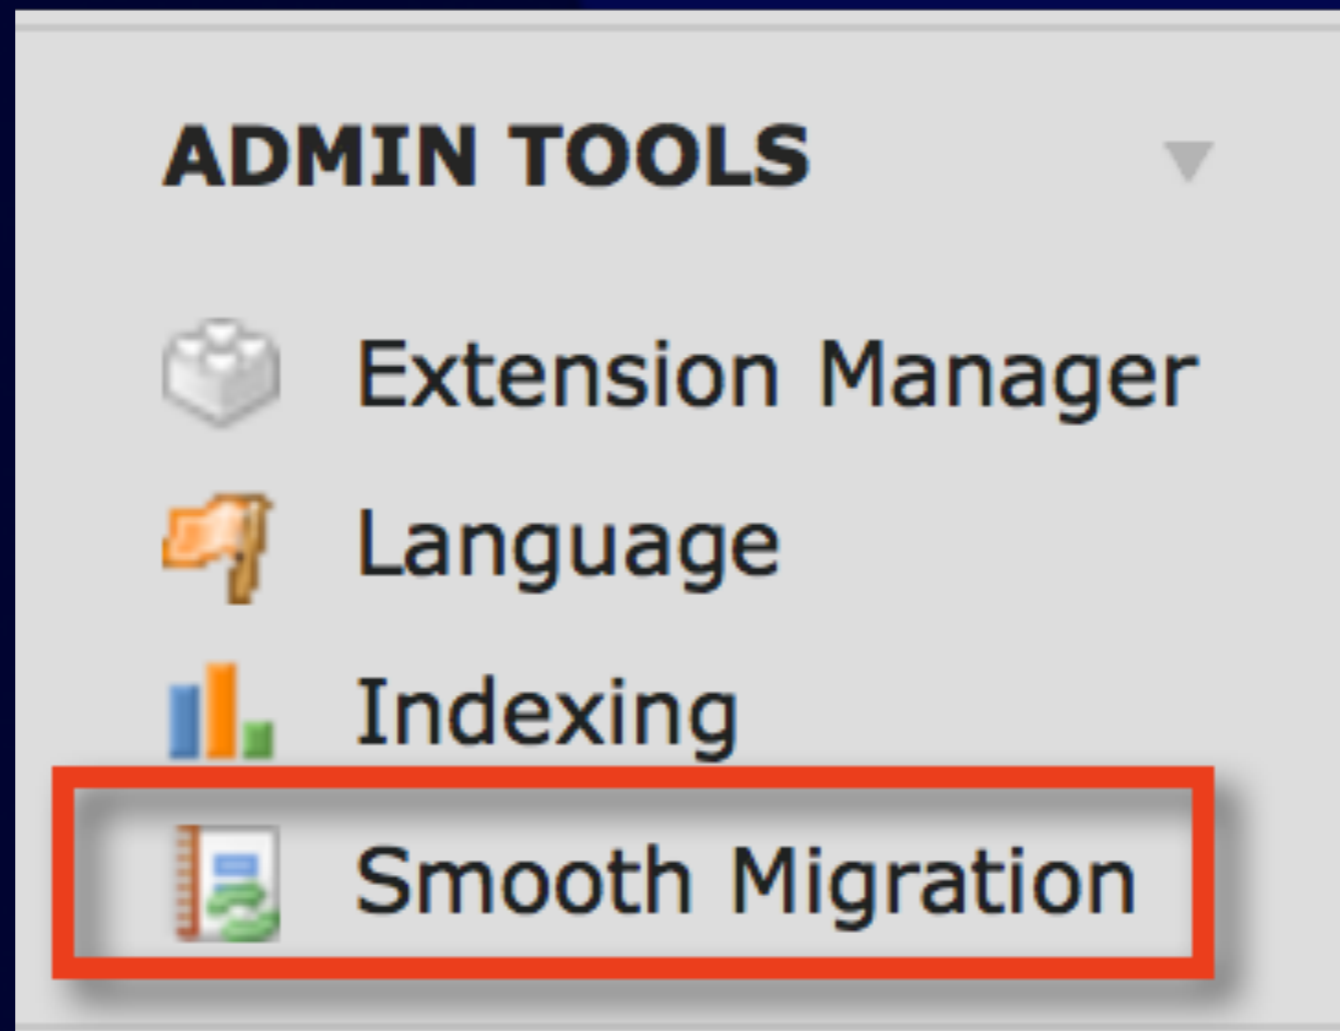 ADMIN TOOLS
Extension Manager
Language
Indexing
Smooth Migration